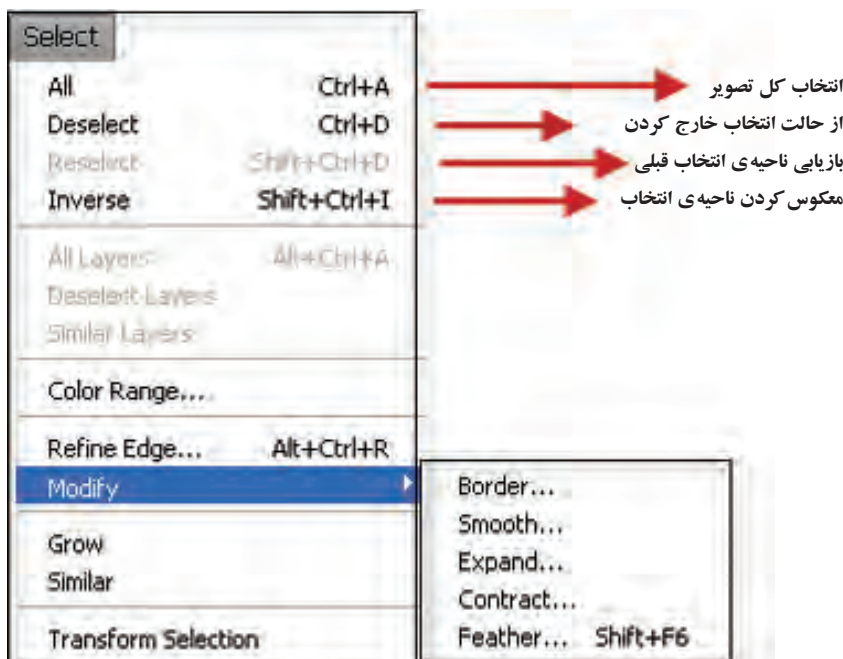 Select
All Ctrl+A انتخاب کل تصویر
Deselect Ctrl+D از حالت انتخاب خارج کردن
Reselect Shift+Ctrl+D بازیابی ناحیه‌ی انتخاب قبلی
Inverse Shift+Ctrl+I معکوس کردن ناحیه‌ی انتخاب
All Layers Alt+Ctrl+A
Deselect Layers
Similar Layers
Color Range...
Refine Edge... Alt+Ctrl+R
Modify
Border...
Smooth...
Expand...
Contract...
Feather... Shift+F6
Grow
Similar
Transform Selection